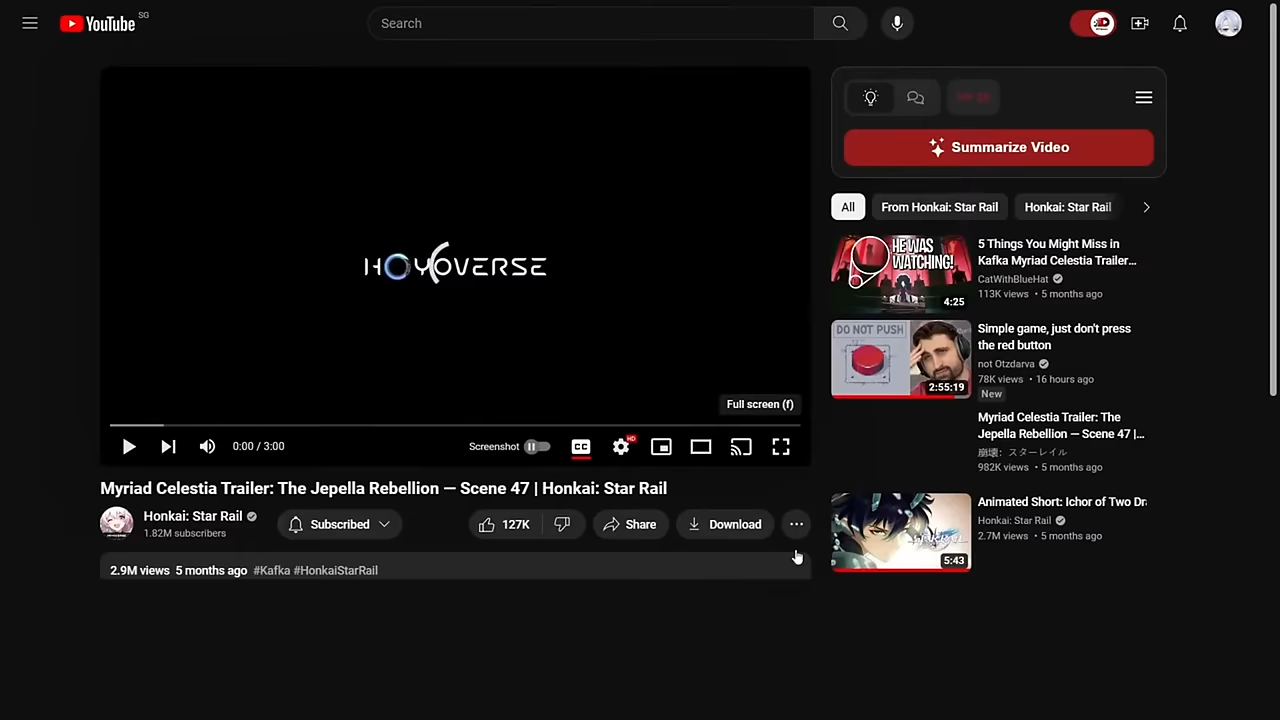 YouTube SG
Search
HOYOVERSE
Full screen (f)
0:00 / 3:00
Screenshot
CC
HD
Myriad Celestia Trailer: The Jepella Rebellion — Scene 47 | Honkai: Star Rail
Honkai: Star Rail
1.82M subscribers
Subscribed
127K
Share
Download
2.9M views 5 months ago #Kafka #HonkaiStarRail
Summarize Video
All
From Honkai: Star Rail
Honkai: Star Rail
HE WAS
WATCHING!
4:25
5 Things You Might Miss in
Kafka Myriad Celestia Trailer...
CatWithBlueHat
113K views • 5 months ago
DO NOT PUSH
2:55:19
Simple game, just don't press
the red button
not Otzdarva
78K views • 16 hours ago
New
Myriad Celestia Trailer: The
Jepella Rebellion — Scene 47 |...
崩壊：スターレイル
982K views • 5 months ago
5:43
Animated Short: Ichor of Two Dr
Honkai: Star Rail
2.7M views • 5 months ago